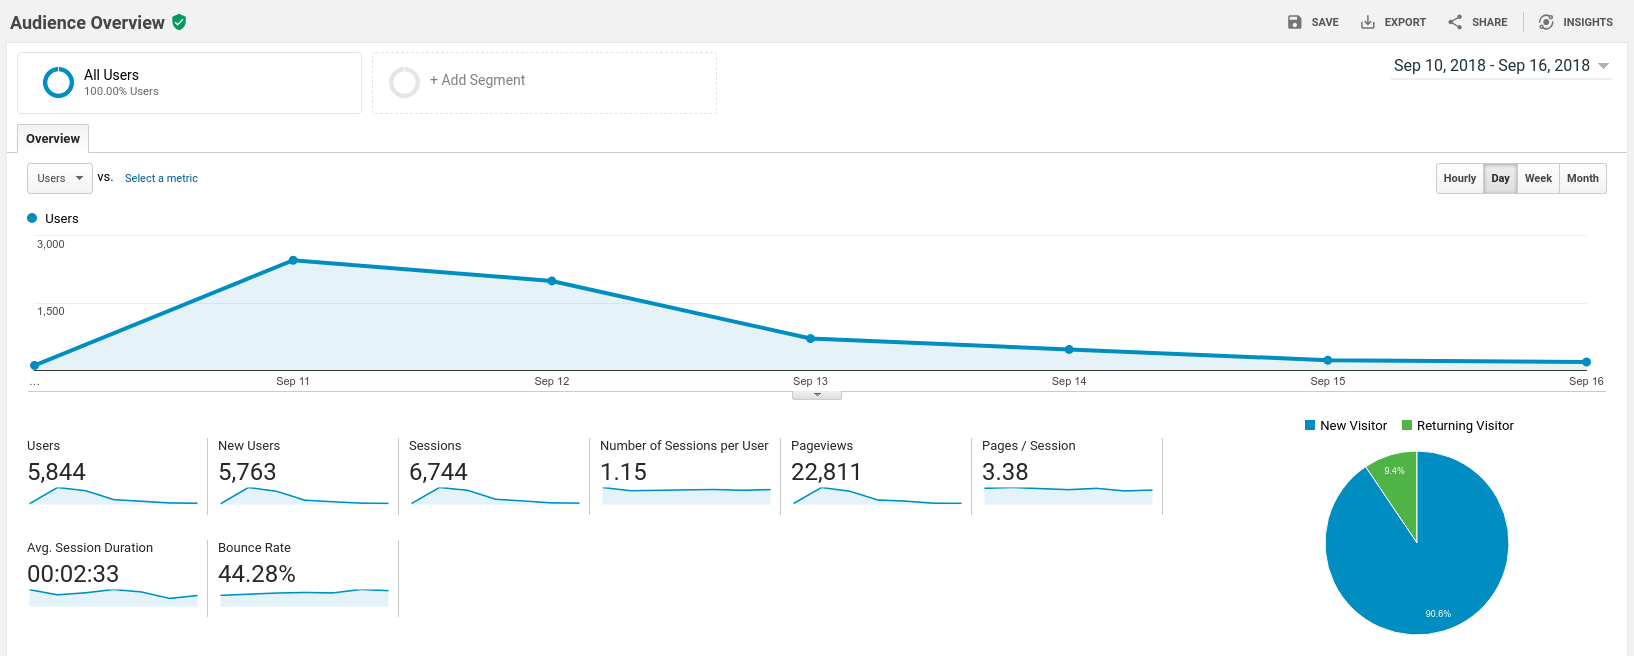 Audience Overview
SAVE
EXPORT
SHARE
INSIGHTS
All Users
100.00% Users
+ Add Segment
Sep 10, 2018 - Sep 16, 2018
Overview
Users
VS.
Select a metric
Hourly
Day
Week
Month
Users
3,000
1,500
...
Sep 11
Sep 12
Sep 13
Sep 14
Sep 15
Sep 16
Users
5,844
New Users
5,763
Sessions
6,744
Number of Sessions per User
1.15
Pageviews
22,811
Pages / Session
3.38
Avg. Session Duration
00:02:33
Bounce Rate
44.28%
New Visitor
Returning Visitor
9.4%
90.6%